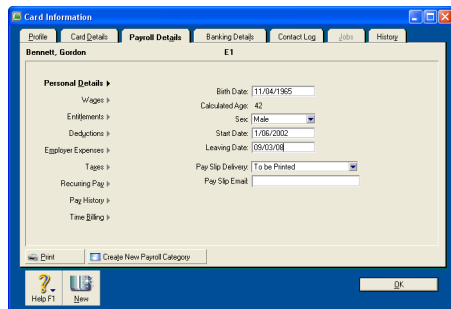 Card Information
Profile Card Details Payroll Details Banking Details Contact Log Jobs History
Bennett, Gordon E1
Personal Details
Wages
Entitlements
Deductions
Employer Expenses
Taxes
Recurring Pay
Pay History
Time Billing
Birth Date: 11/04/1965
Calculated Age: 42
Sex: Male
Start Date: 1/06/2002
Leaving Date: 09/03/08
Pay Slip Delivery: To be Printed
Pay Slip Email:
Print Create New Payroll Category
Help F1 New OK